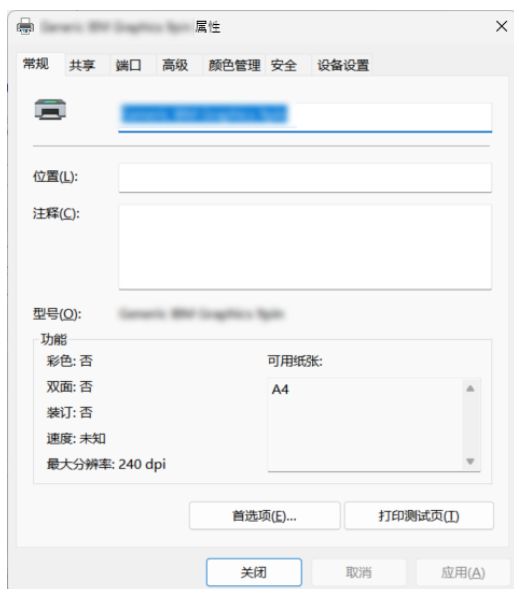 属性
常规 共享 端口 高级 颜色管理 安全 设备设置
位置(L):
注释(C):
型号(O):
功能
彩色: 否
双面: 否
装订: 否
速度: 未知
最大分辨率: 240 dpi
可用纸张:
A4
首选项(E)... 打印测试页(T)
关闭 取消 应用(A)